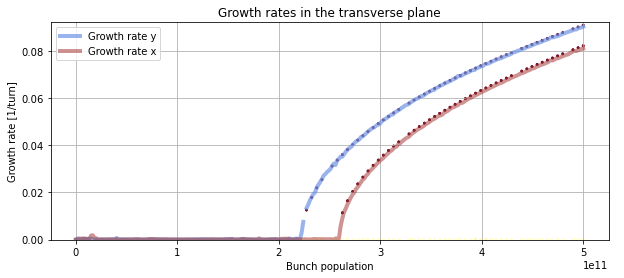 Growth rates in the transverse plane
Growth rate y
Growth rate x
Growth rate [1/turn]
0.08
0.06
0.04
0.02
0.00
0 1 2 3 4 5
1e11
Bunch population